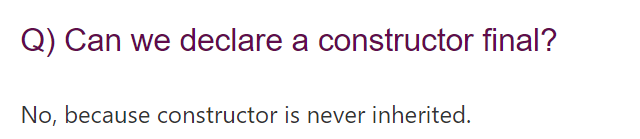 Q) Can we declare a constructor final?
No, because constructor is never inherited.